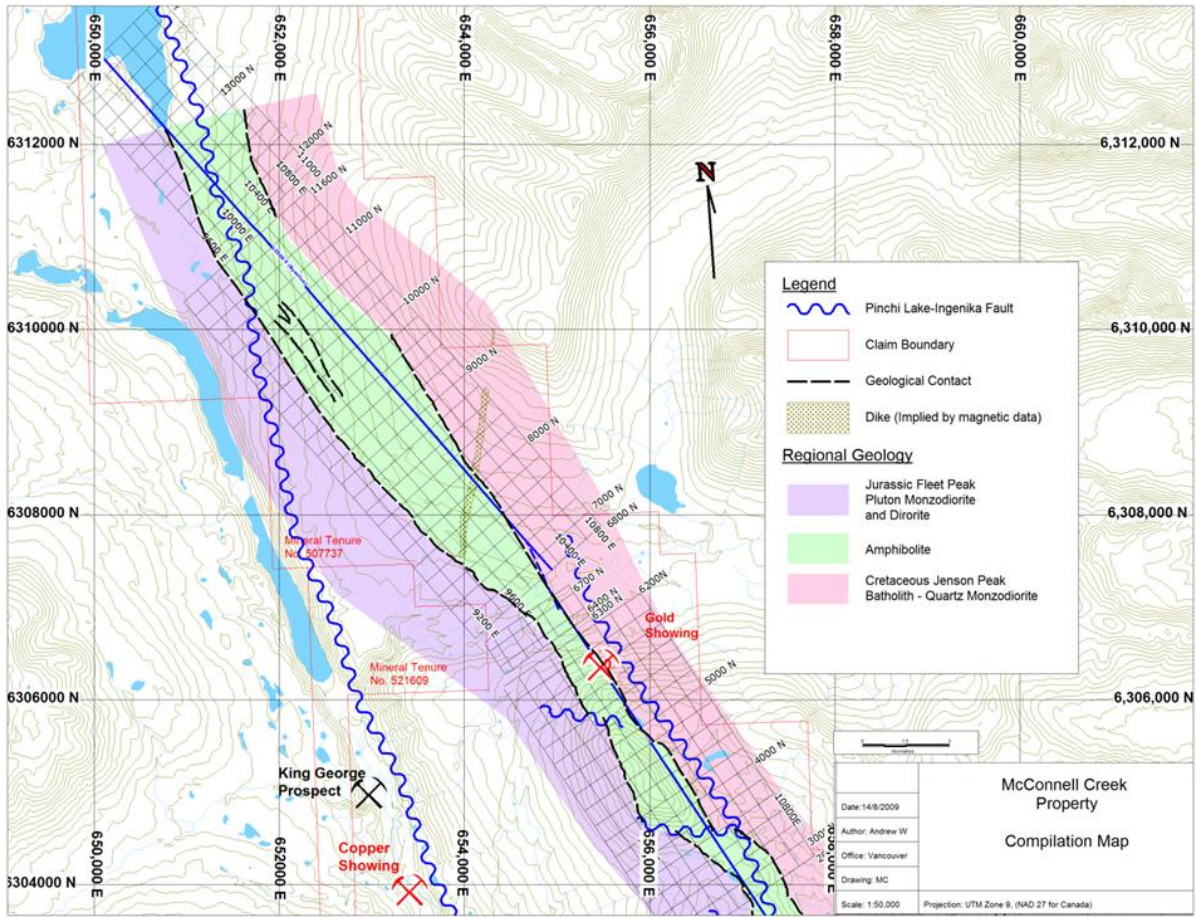 650,000 E
652,000 E
654,000 E
656,000 E
658,000 E
660,000 E
13000 N
6312000 N
12000 N
11000
10800 E
11600 N
6,312,000 N
10400 E
N
10000 E
11000 N
9600 E
10000 N
6310000 N
6,310,000 N
9000 N
8000 N
Legend
Pinchi Lake-Ingenika Fault
Claim Boundary
Geological Contact
Dike (Implied by magnetic data)
Regional Geology
Jurassic Fleet Peak
Pluton Monzodiorite
and Dirorite
Amphibolite
Cretaceous Jenson Peak
Batholith - Quartz Monzodiorite
7000 N
6800 N
6308000 N
10800 E
6,308,000 N
10400 E
Mineral Tenure
No. 507737
6700 N
6200N
6400 N
6300 N
9600 E
9200 E
Gold
Showing
Mineral Tenure
No. 521609
5000 N
6306000 N
6,306,000 N
4000 N
King George
Prospect
10800E
Copper
Showing
6304000 N
650,000 E
652000 E
654,000 E
656,000 E
McConnell Creek
Property
Compilation Map
Date:14/8/2009
Author: Andrew W
Office: Vancouver
Drawing: MC
Scale: 1:50,000
Projection: UTM Zone 9, (NAD 27 for Canada)